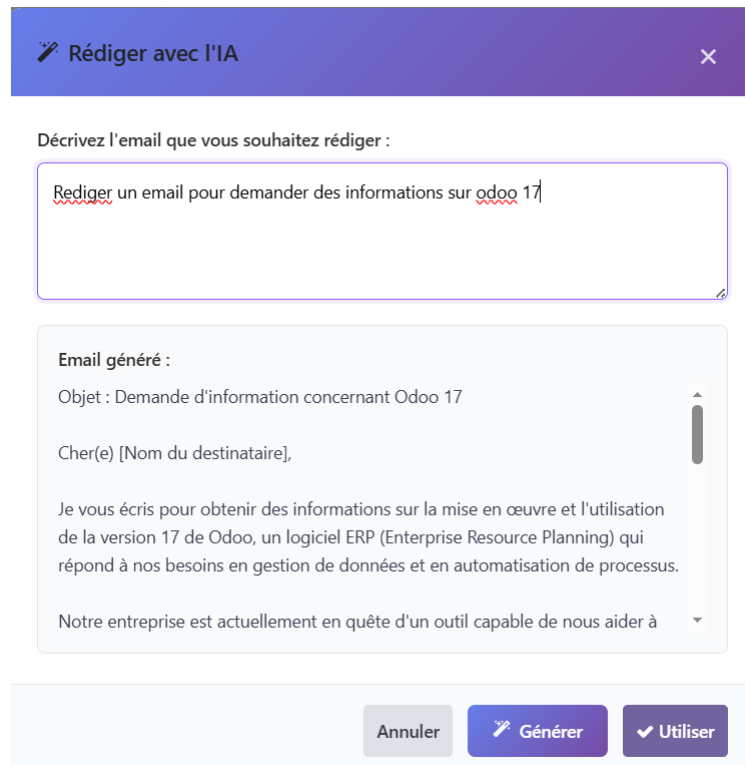 Rédiger avec l'IA
Décrivez l'email que vous souhaitez rédiger :
Rediger un email pour demander des informations sur odoo 17
Email généré :
Objet : Demande d'information concernant Odoo 17
Cher(e) [Nom du destinataire],
Je vous écris pour obtenir des informations sur la mise en œuvre et l'utilisation
de la version 17 de Odoo, un logiciel ERP (Enterprise Resource Planning) qui
répond à nos besoins en gestion de données et en automatisation de processus.
Notre entreprise est actuellement en quête d'un outil capable de nous aider à
Annuler
Générer
Utiliser